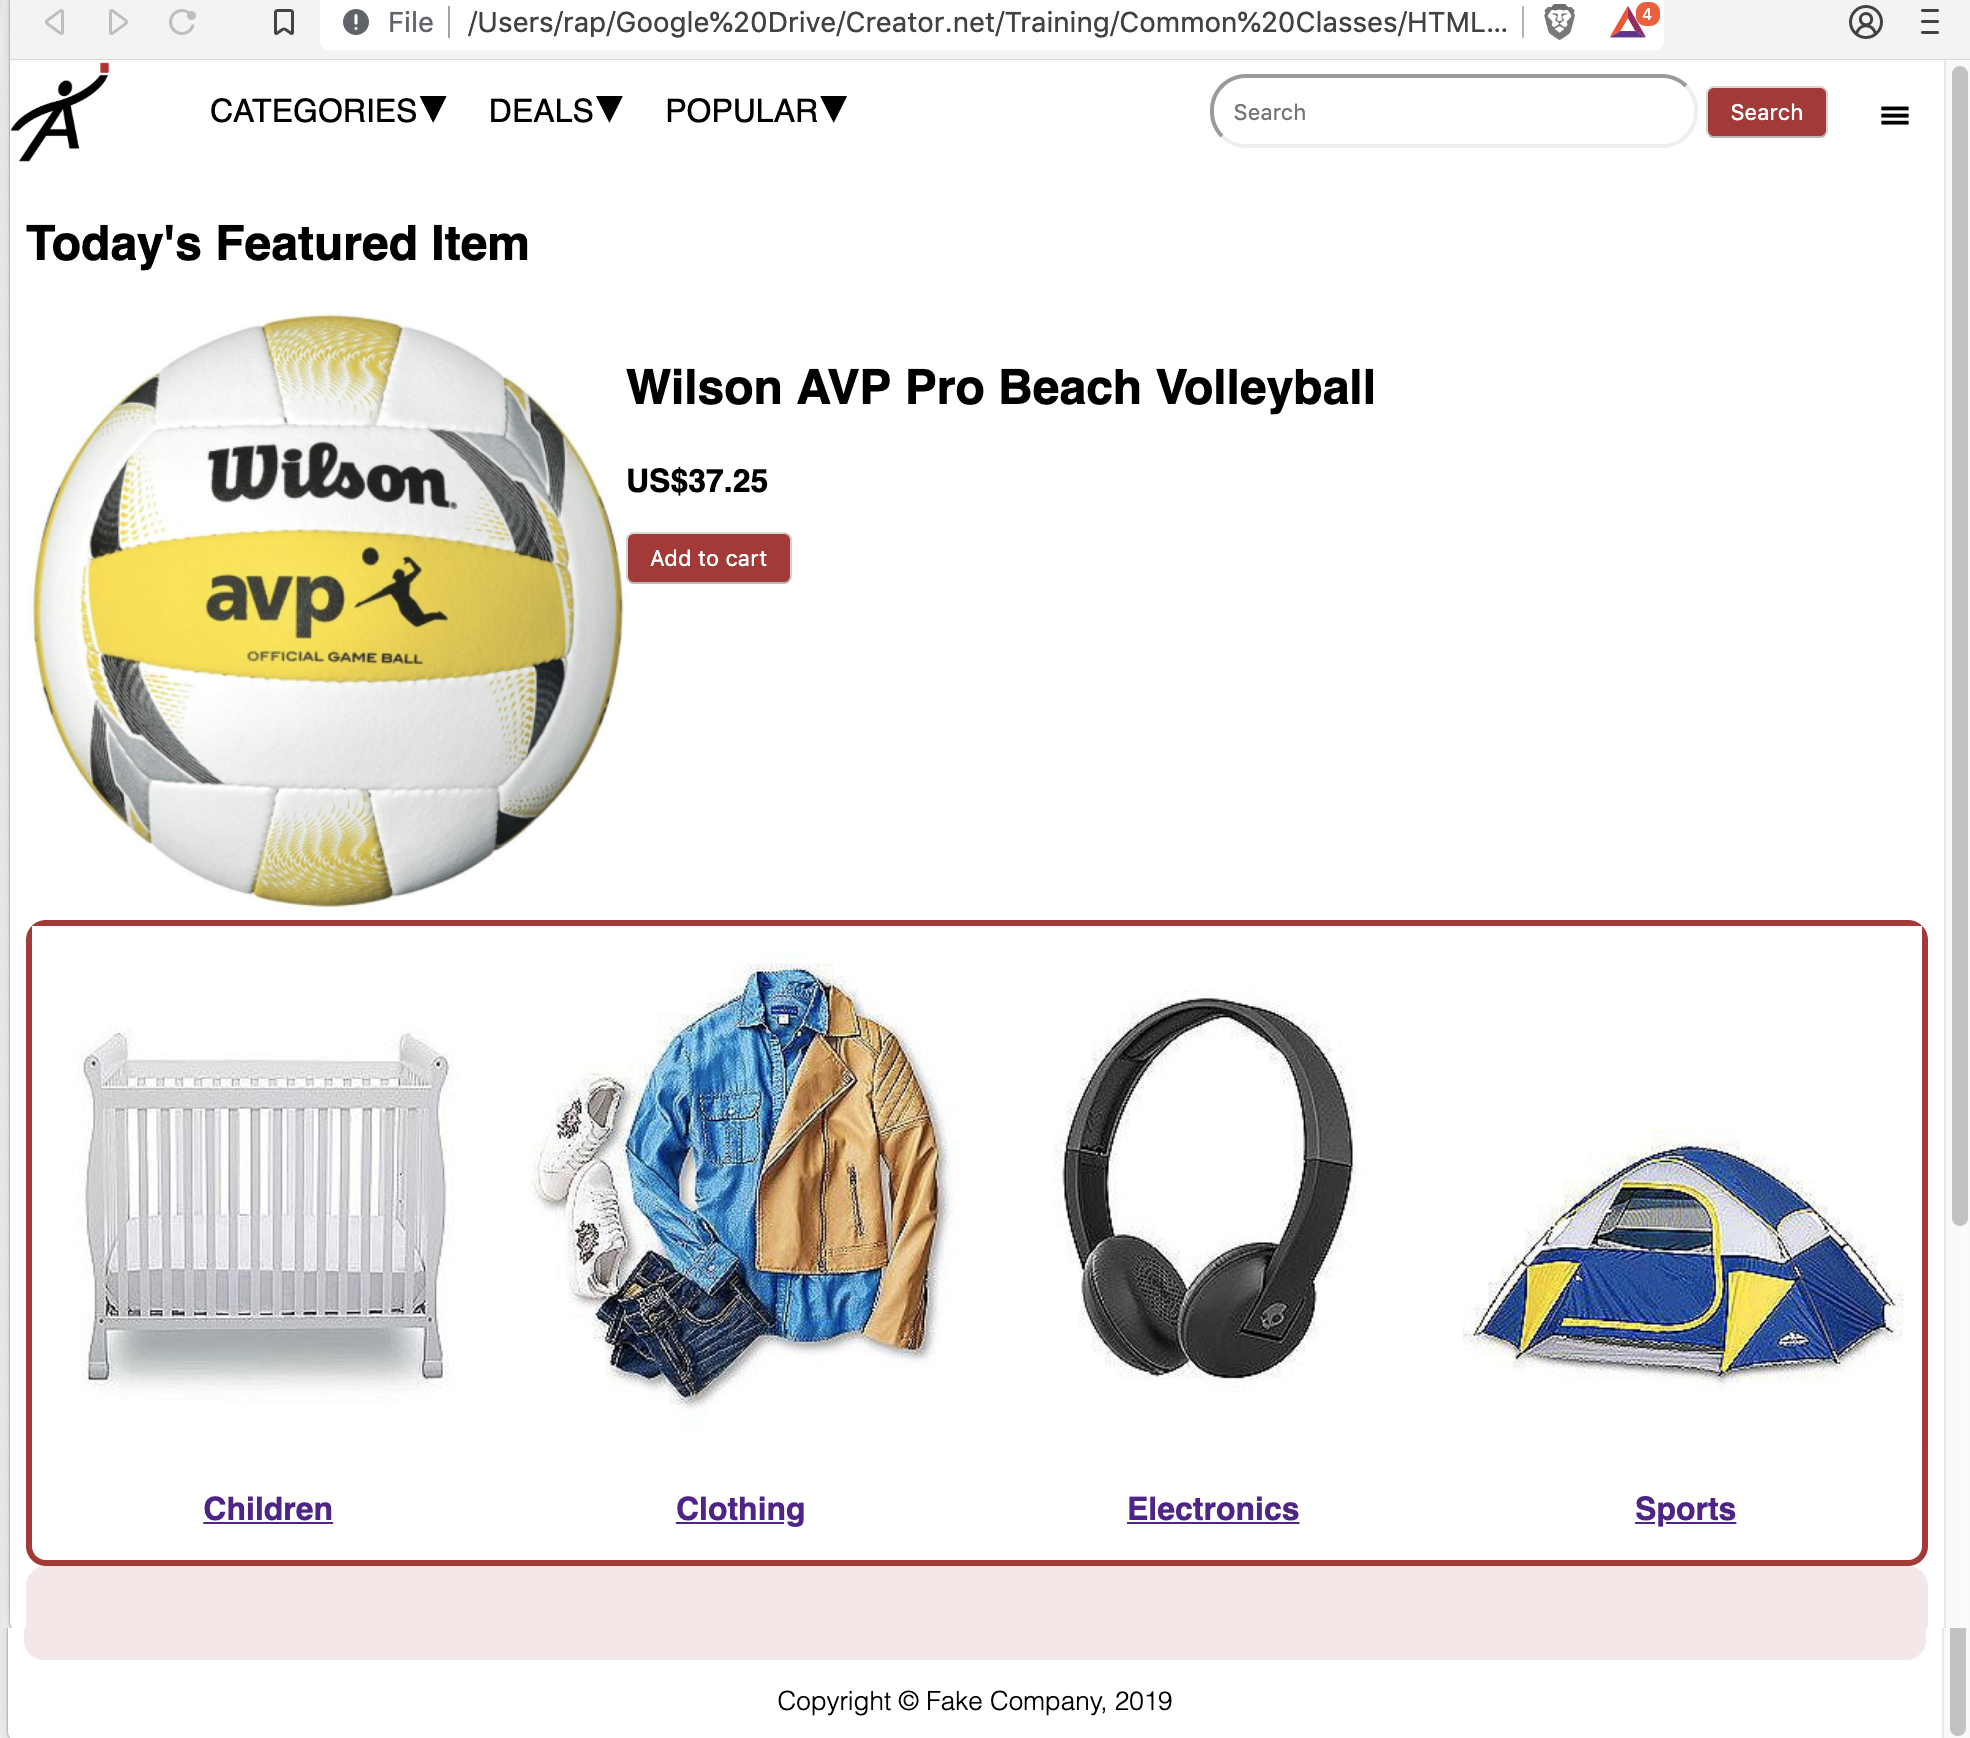 File /Users/rap/Google%20Drive/Creator.net/Training/Common%20Classes/HTML... 4
CATEGORIES▼ DEALS▼ POPULAR▼ Search Search
Today's Featured Item
Wilson
avp
OFFICIAL GAME BALL
Wilson AVP Pro Beach Volleyball
US$37.25
Add to cart
Children Clothing Electronics Sports
Copyright © Fake Company, 2019